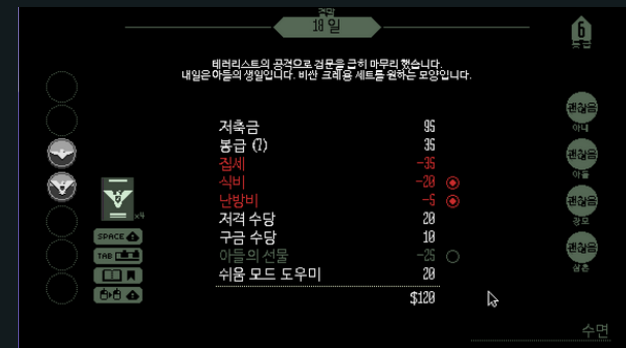 18 일
6
테러리스트의 공격으로 검문을 급히 마무리 했습니다.
내일은 아들의 생일입니다. 비싼 크레용 세트를 원하는 모양입니다.
저축금 95
봉급 (7) 35
집세 -35
식비 -20
난방비 -5
저격 수당 20
구금 수당 10
아들의 선물 -25
쉬움 모드 도우미 20
$120
괜찮음
아내
괜찮음
아들
괜찮음
장모
괜찮음
삼촌
x4
SPACE
TAB
수면